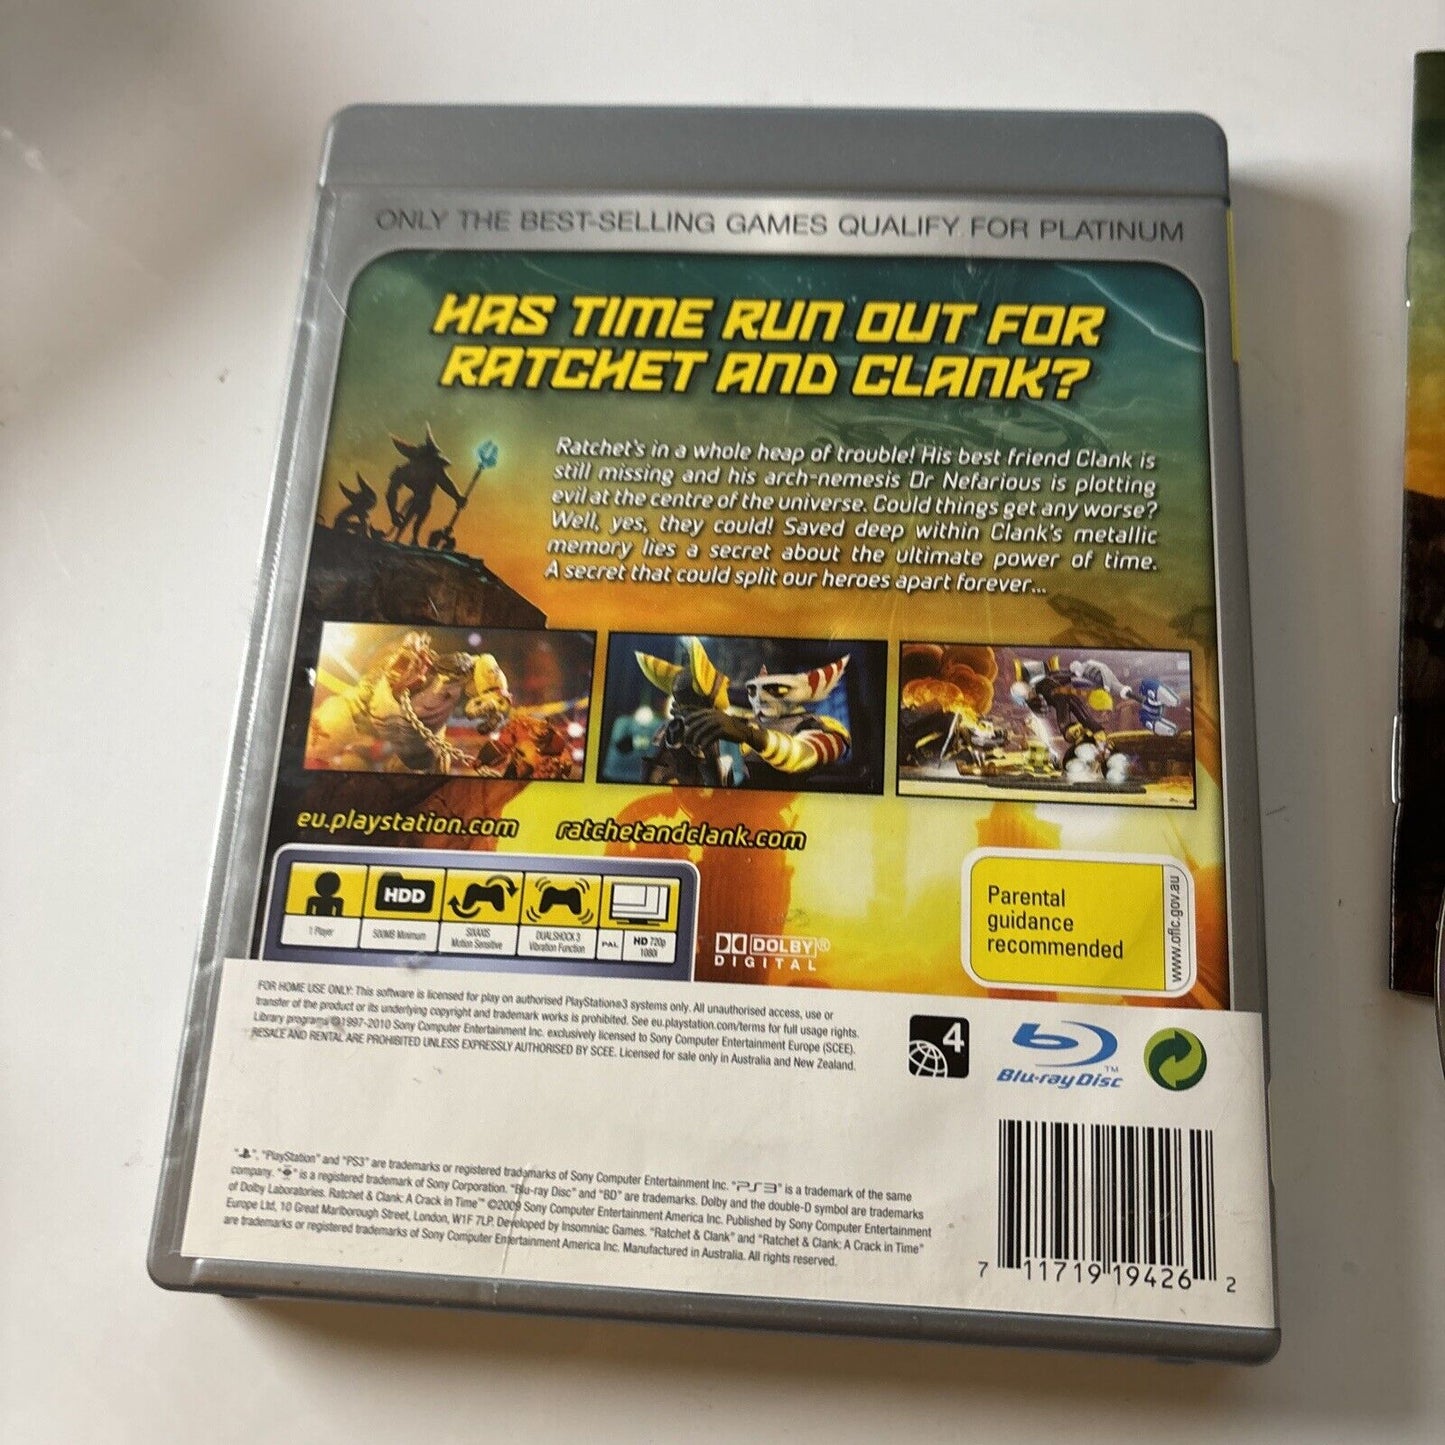 ONLY THE BEST-SELLING GAMES QUALIFY FOR PLATINUM
HAS TIME RUN OUT FOR
RATCHET AND CLANK?
Ratchet's in a whole heap of trouble! His best friend Clank is
still missing and his arch-nemesis Dr Nefarious is plotting
evil at the centre of the universe. Could things get any worse?
Well, yes, they could! Saved deep within Clank's metallic
memory lies a secret about the ultimate power of time.
A secret that could split our heroes apart forever...
eu.playstation.com ratchetandclank.com
HDD
1 Player
500MB Minimum
SIXAXIS
Motion Sensitive
DUALSHOCK 3
Vibration Function
PAL
HD 720p
1080i
DOLBY®
DIGITAL
Parental
guidance
recommended
www.oflc.gov.au
FOR HOME USE ONLY: This software is licensed for play on authorised PlayStation®3 systems only. All unauthorised access, use or
transfer of the product or its underlying copyright and trademark works is prohibited. See eu.playstation.com/terms for full usage rights.
Library programs ©1997-2010 Sony Computer Entertainment Inc. exclusively licensed to Sony Computer Entertainment Europe (SCEE).
RESALE AND RENTAL ARE PROHIBITED UNLESS EXPRESSLY AUTHORISED BY SCEE. Licensed for sale only in Australia and New Zealand.
4
Blu-ray Disc™
" ", "PlayStation" and "PS3" are trademarks or registered trademarks of Sony Computer Entertainment Inc. "PS3" is a trademark of the same
company. " " is a registered trademark of Sony Corporation. "Blu-ray Disc" and "BD" are trademarks. Dolby and the double-D symbol are trademarks
of Dolby Laboratories. Ratchet & Clank: A Crack in Time™ ©2009 Sony Computer Entertainment America Inc. Published by Sony Computer Entertainment
Europe Ltd, 10 Great Marlborough Street, London, W1F 7LP. Developed by Insomniac Games. "Ratchet & Clank" and "Ratchet & Clank: A Crack in Time"
are trademarks or registered trademarks of Sony Computer Entertainment America Inc. Manufactured in Australia. All rights reserved.
7 11719 19426 2